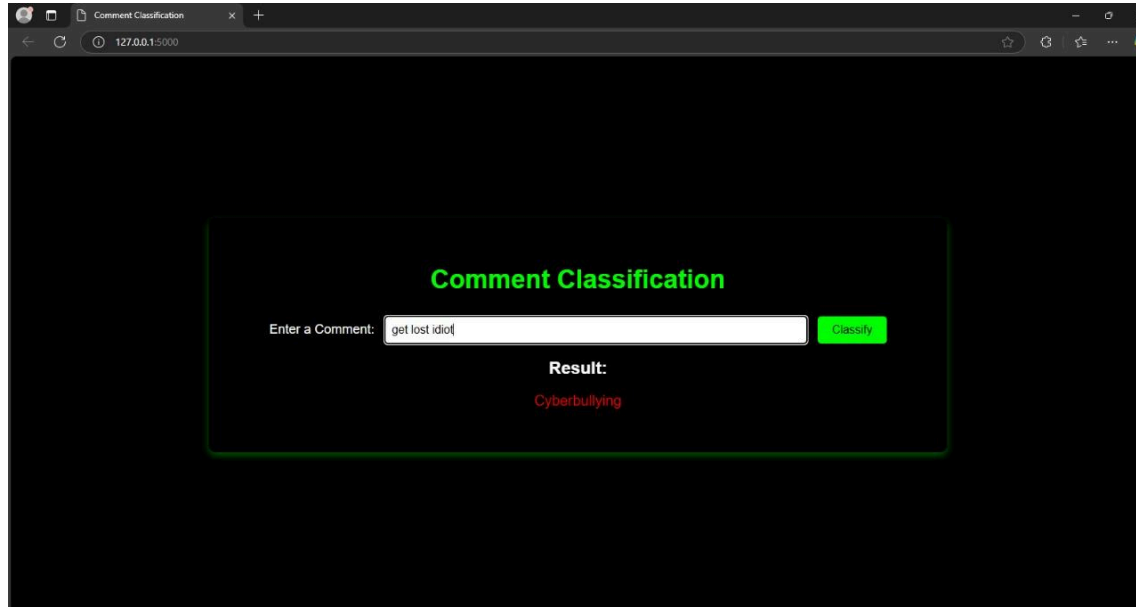 Comment Classification
127.0.0.1:5000
Comment Classification
Enter a Comment: get lost idiot Classify
Result:
Cyberbullying